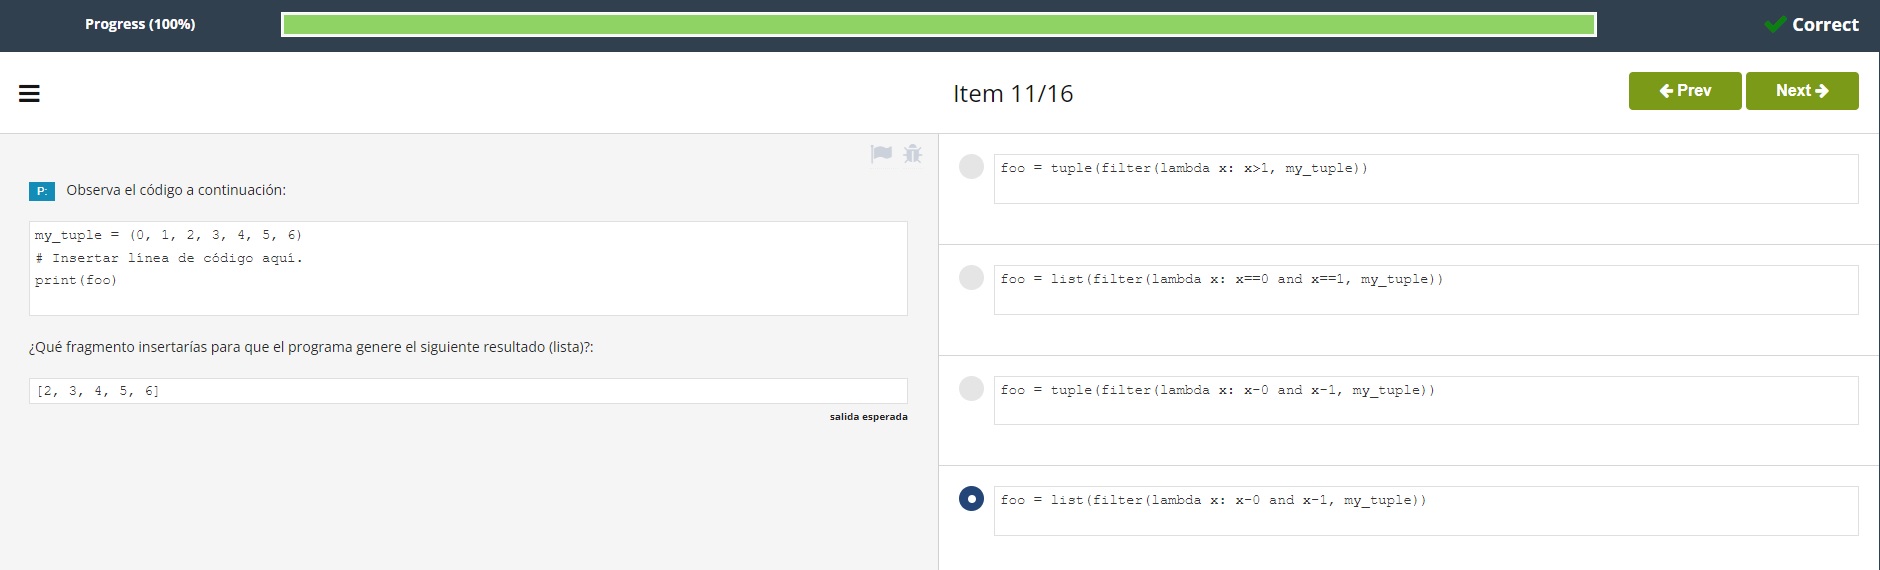 Progress (100%)
Correct
Item 11/16
Prev
Next
P:
Observa el código a continuación:
my_tuple = (0, 1, 2, 3, 4, 5, 6)
# Insertar línea de código aquí.
print(foo)
¿Qué fragmento insertarías para que el programa genere el siguiente resultado (lista)?:
[2, 3, 4, 5, 6]
salida esperada
foo = tuple(filter(lambda x: x>1, my_tuple))
foo = list(filter(lambda x: x==0 and x==1, my_tuple))
foo = tuple(filter(lambda x: x-0 and x-1, my_tuple))
foo = list(filter(lambda x: x-0 and x-1, my_tuple))